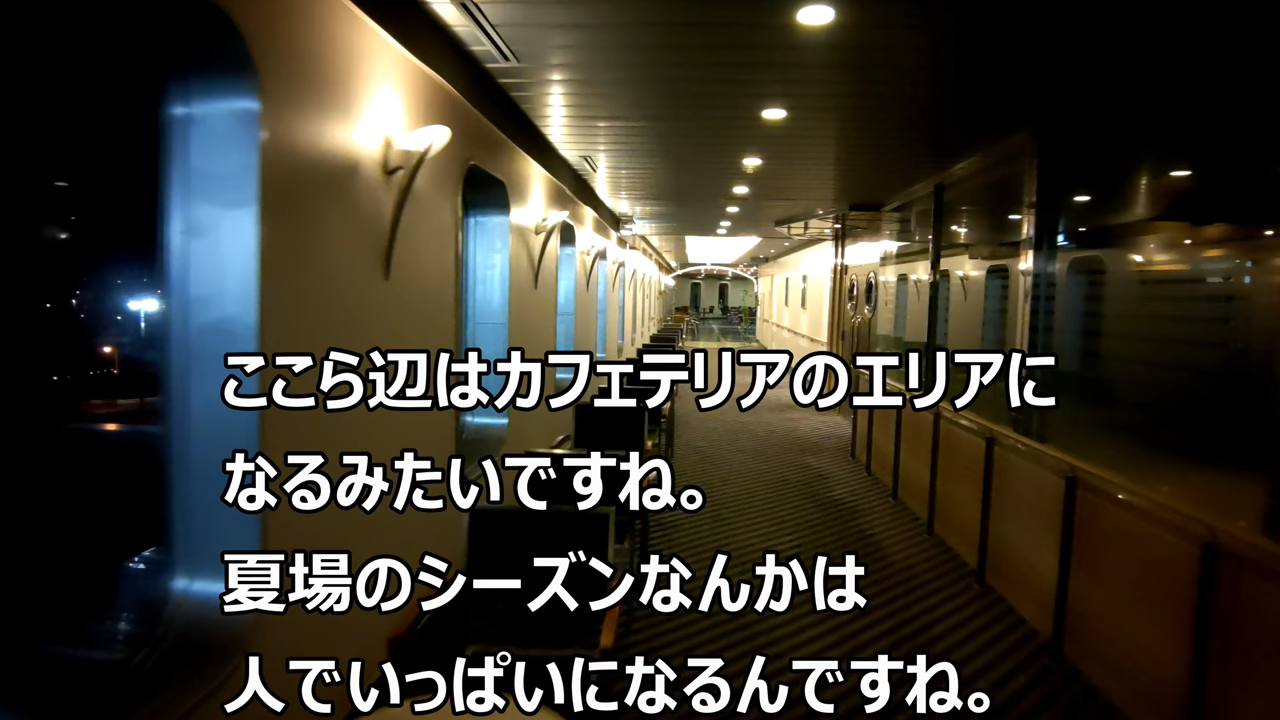 ここら辺はカフェテリアのエリアに
なるみたいですね。
夏場のシーズンなんかは
人でいっぱいになるんですね。